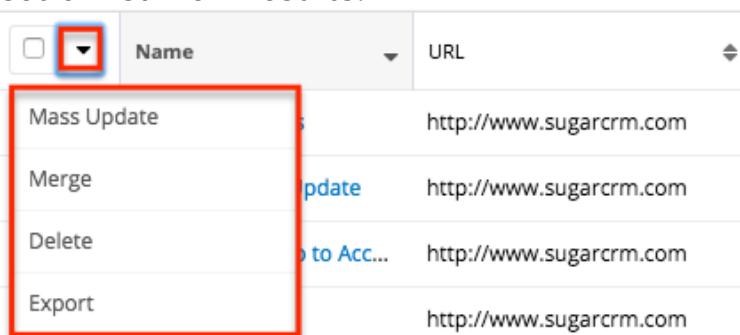 Name URL
Mass Update
s http://www.sugarcrm.com
Merge
pdate http://www.sugarcrm.com
Delete
to Acc... http://www.sugarcrm.com
Export
http://www.sugarcrm.com